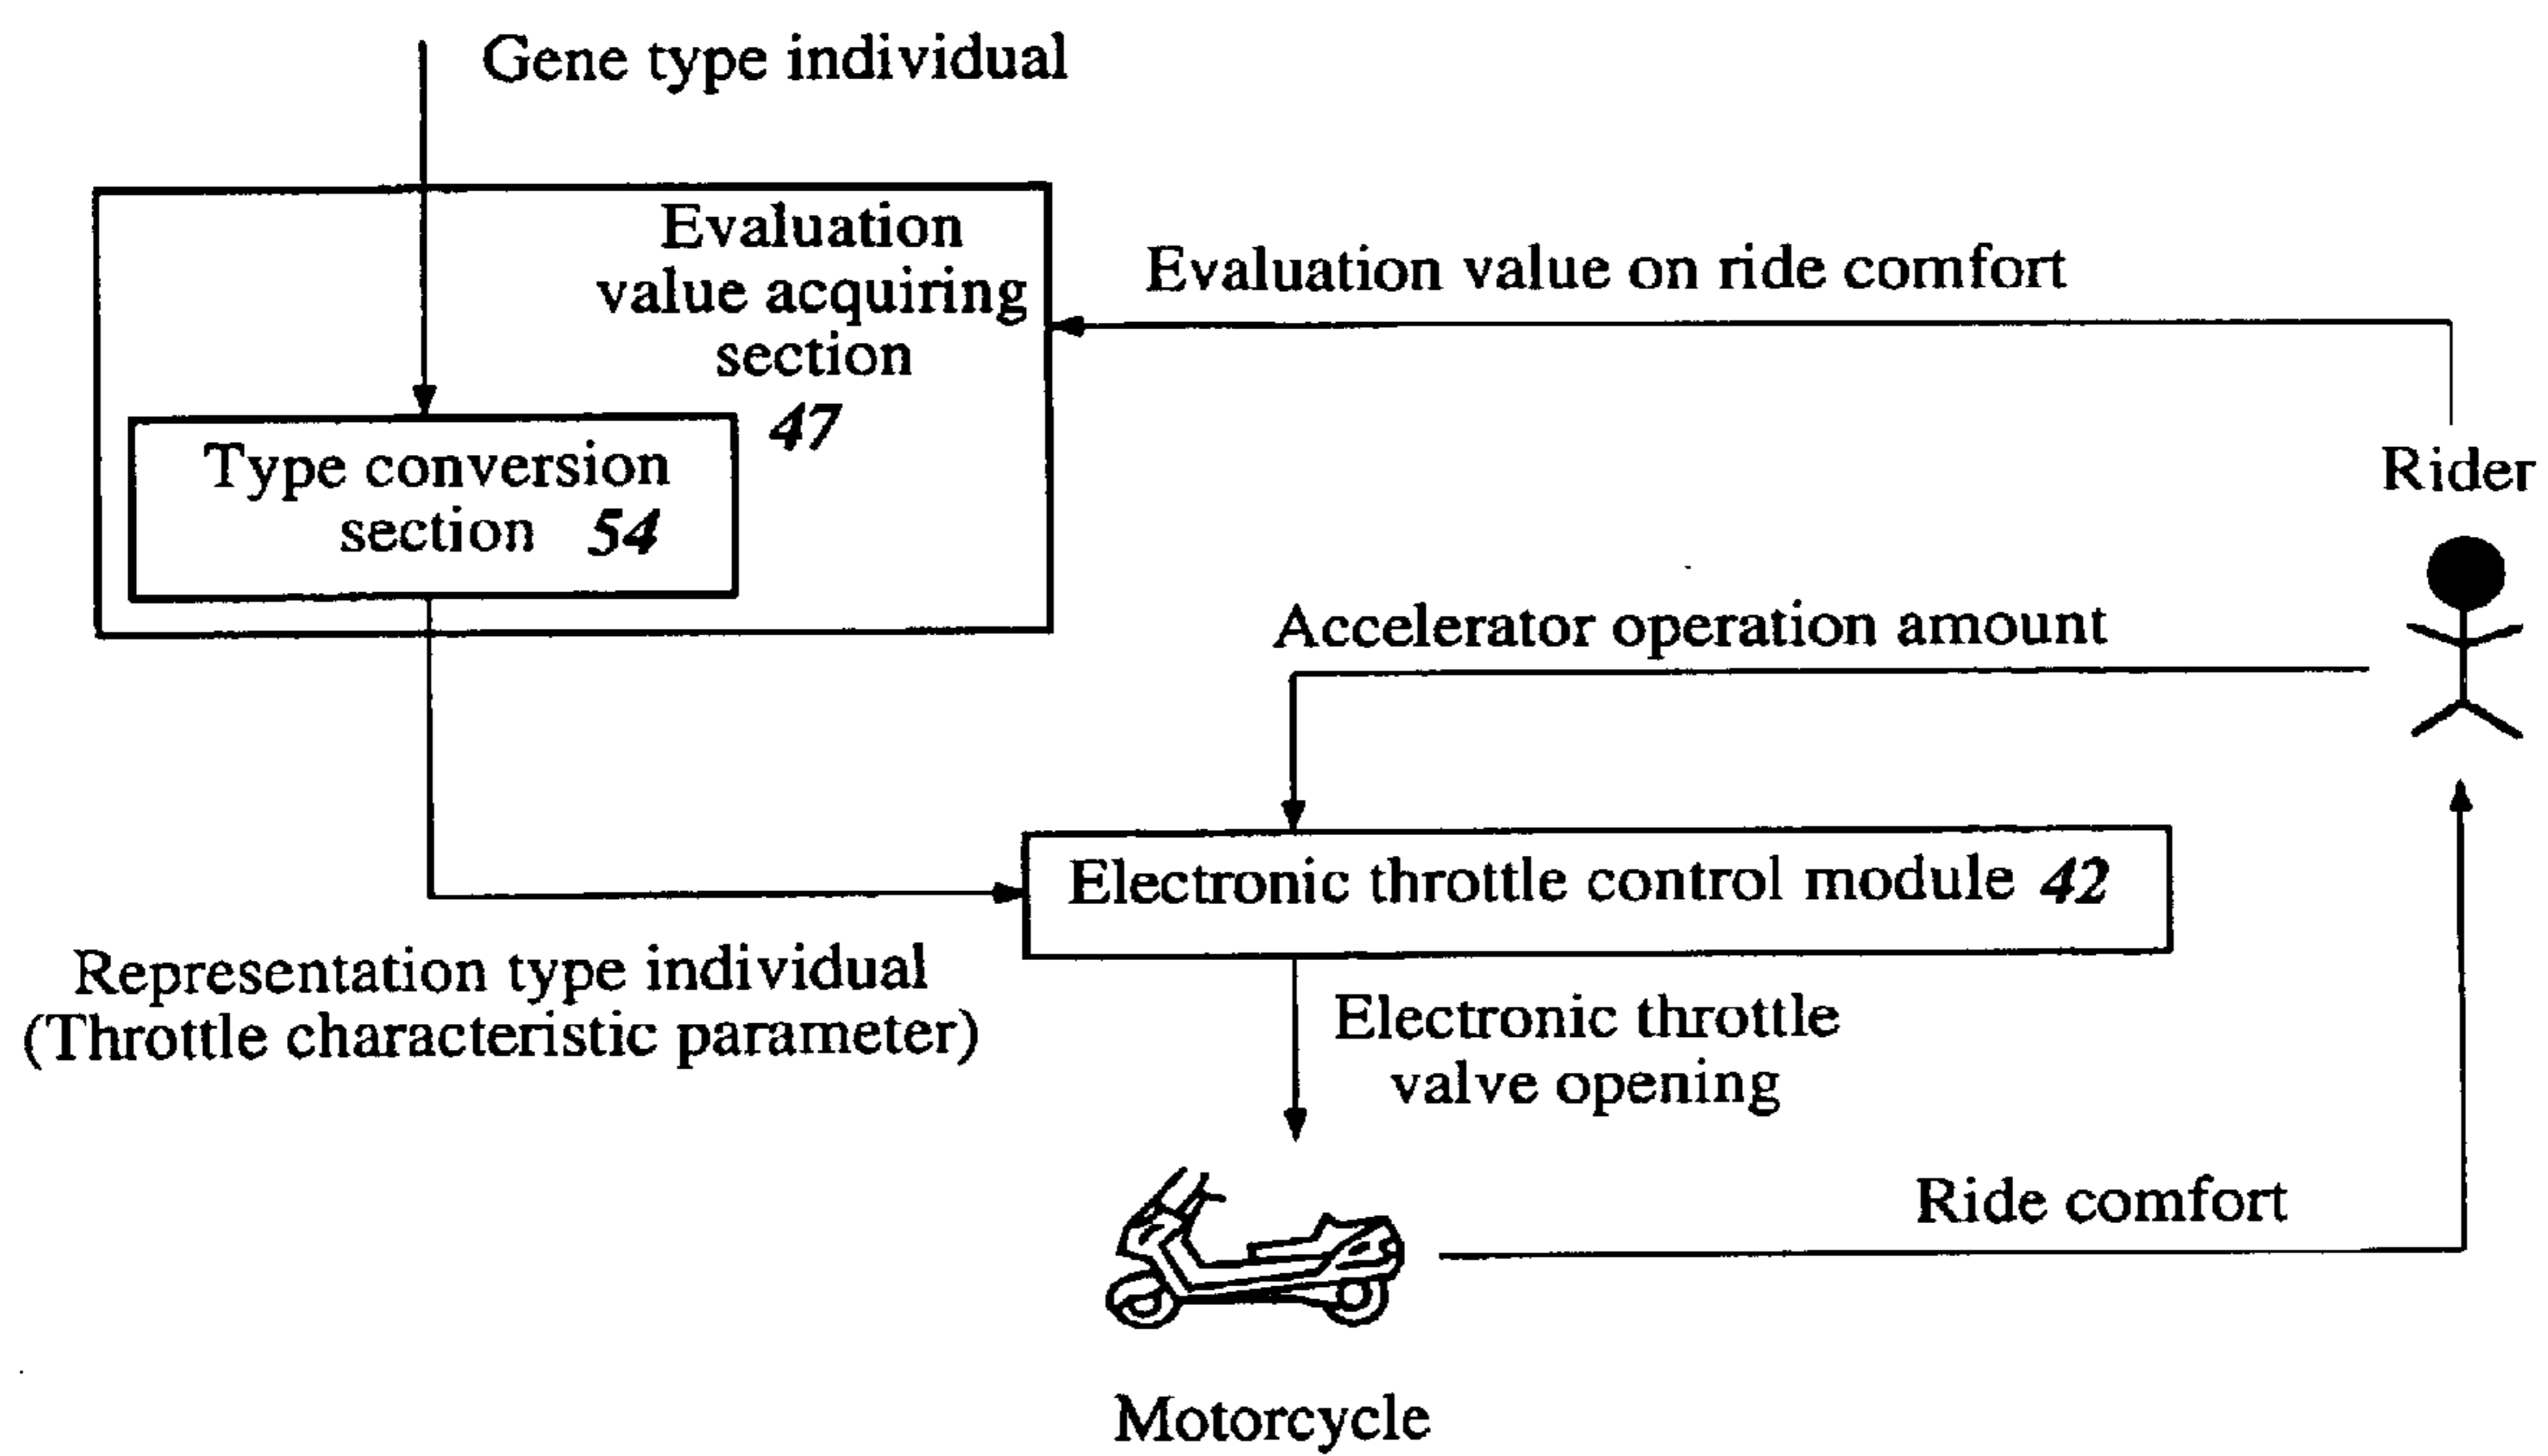 Gene type individual
Evaluation
value acquiring
section
47
Type conversion
section 54
Evaluation value on ride comfort
Rider
Accelerator operation amount
Electronic throttle control module 42
Representation type individual
(Throttle characteristic parameter)
Electronic throttle
valve opening
Ride comfort
Motorcycle